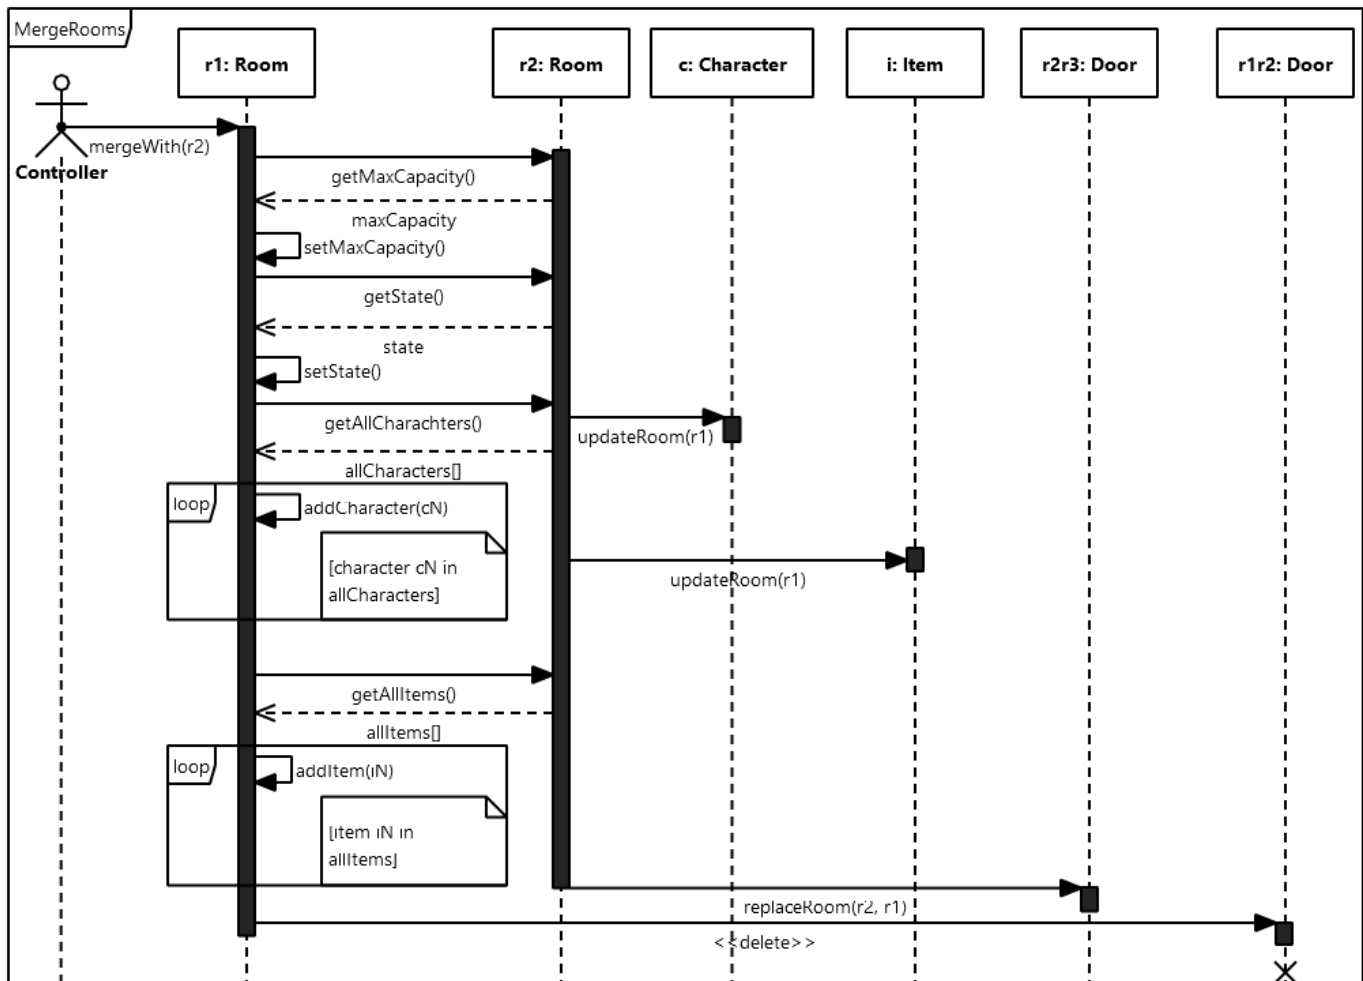 MergeRooms
r1: Room
r2: Room
c: Character
i: Item
r2r3: Door
r1r2: Door
mergeWith(r2)
Controller
getMaxCapacity()
maxCapacity
setMaxCapacity()
getState()
state
setState()
getAllCharachters()
updateRoom(r1)
allCharacters[]
loop
addCharacter(cN)
[character cN in
allCharacters]
updateRoom(r1)
getAllItems()
allItems[]
loop
addItem(iN)
[item iN in
allItems]
replaceRoom(r2, r1)
<<delete>>